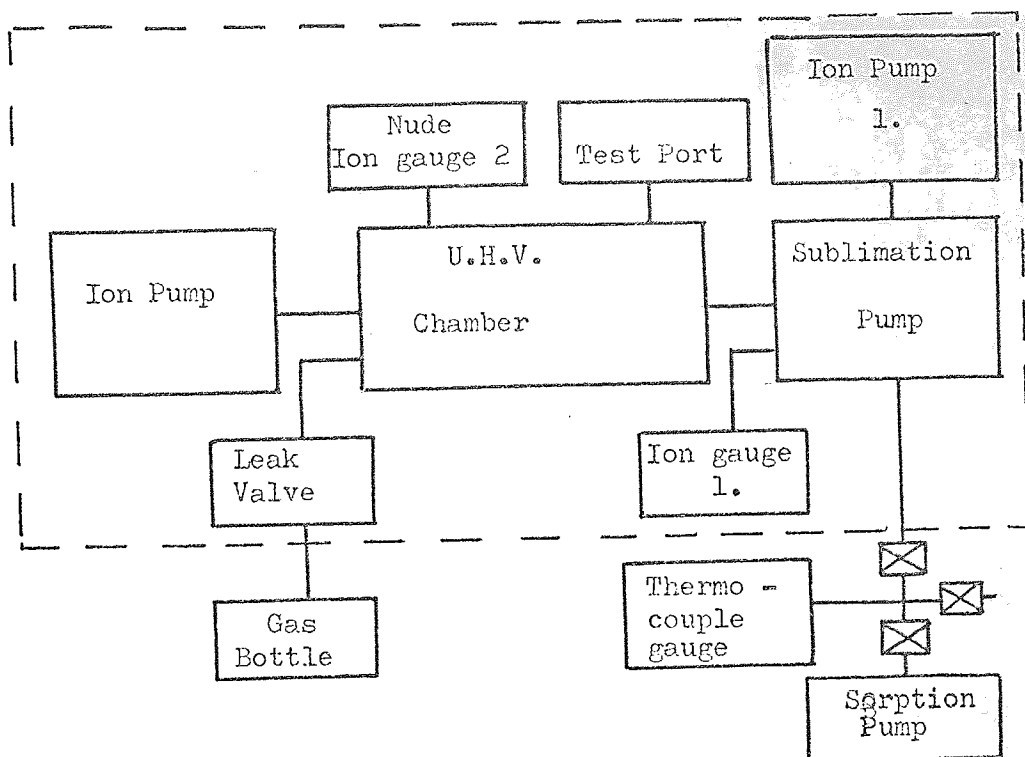 Ion Pump
1.
Nude
Ion gauge 2
Test Port
U.H.V.
Chamber
Sublimation
Pump
Ion Pump
Leak
Valve
Ion gauge
1.
Gas
Bottle
Thermo -
couple
gauge
Sorption
Pump